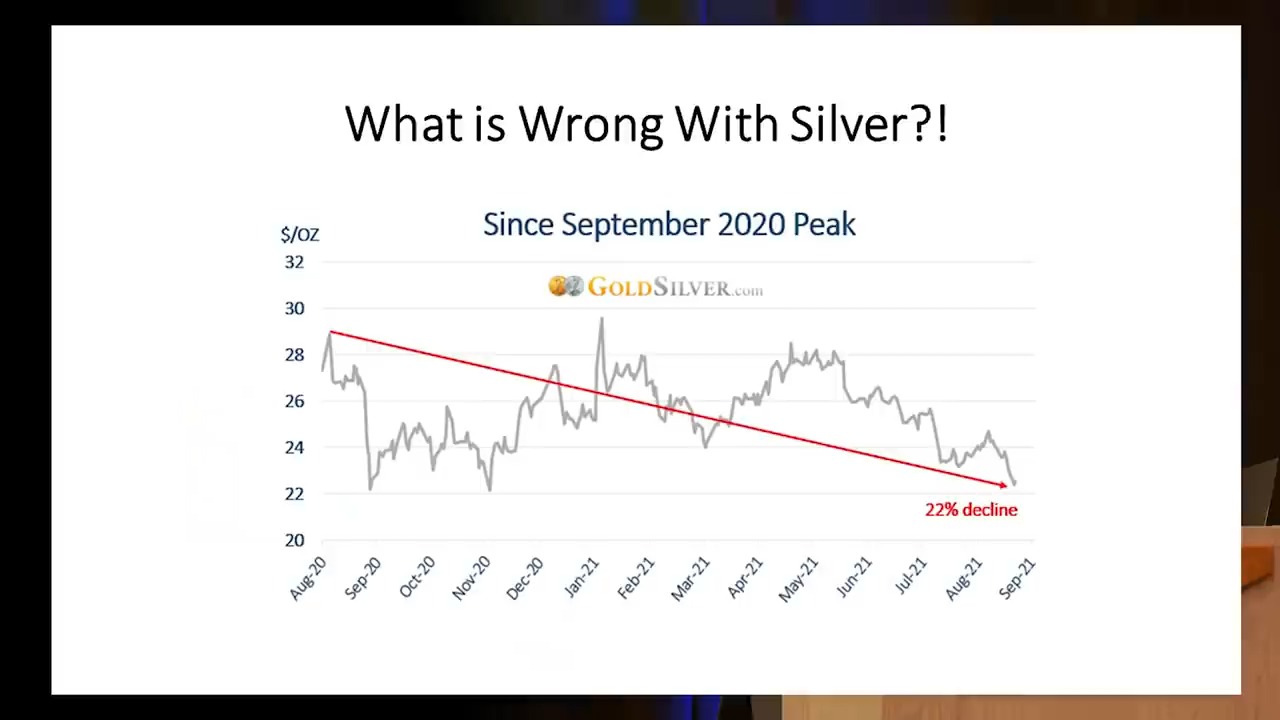 What is Wrong With Silver?!
Since September 2020 Peak
$/OZ
GOLDSILVER.com
32
30
28
26
24
22
20
22% decline
Aug-20
Sep-20
Oct-20
Nov-20
Dec-20
Jan-21
Feb-21
Mar-21
Apr-21
May-21
Jun-21
Jul-21
Aug-21
Sep-21